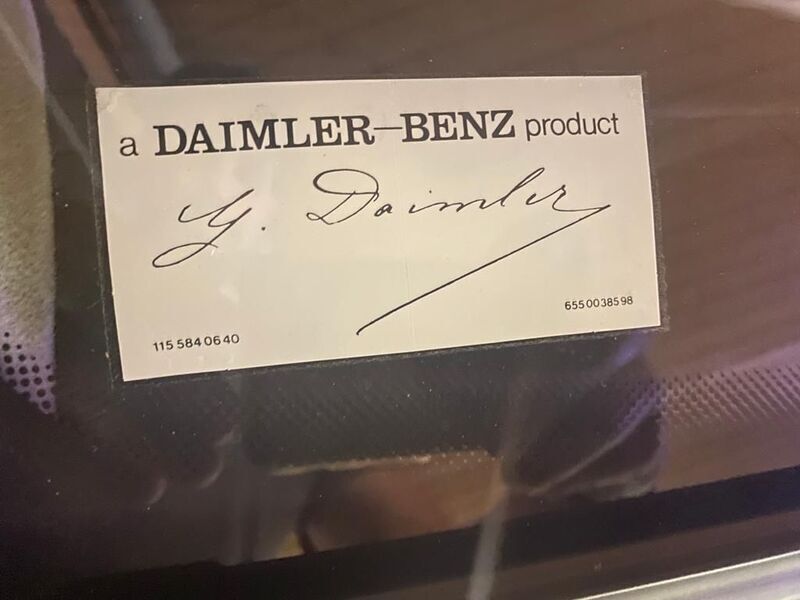 a DAIMLER—BENZ product
G. Daimler
6550038598
115 584 06 40